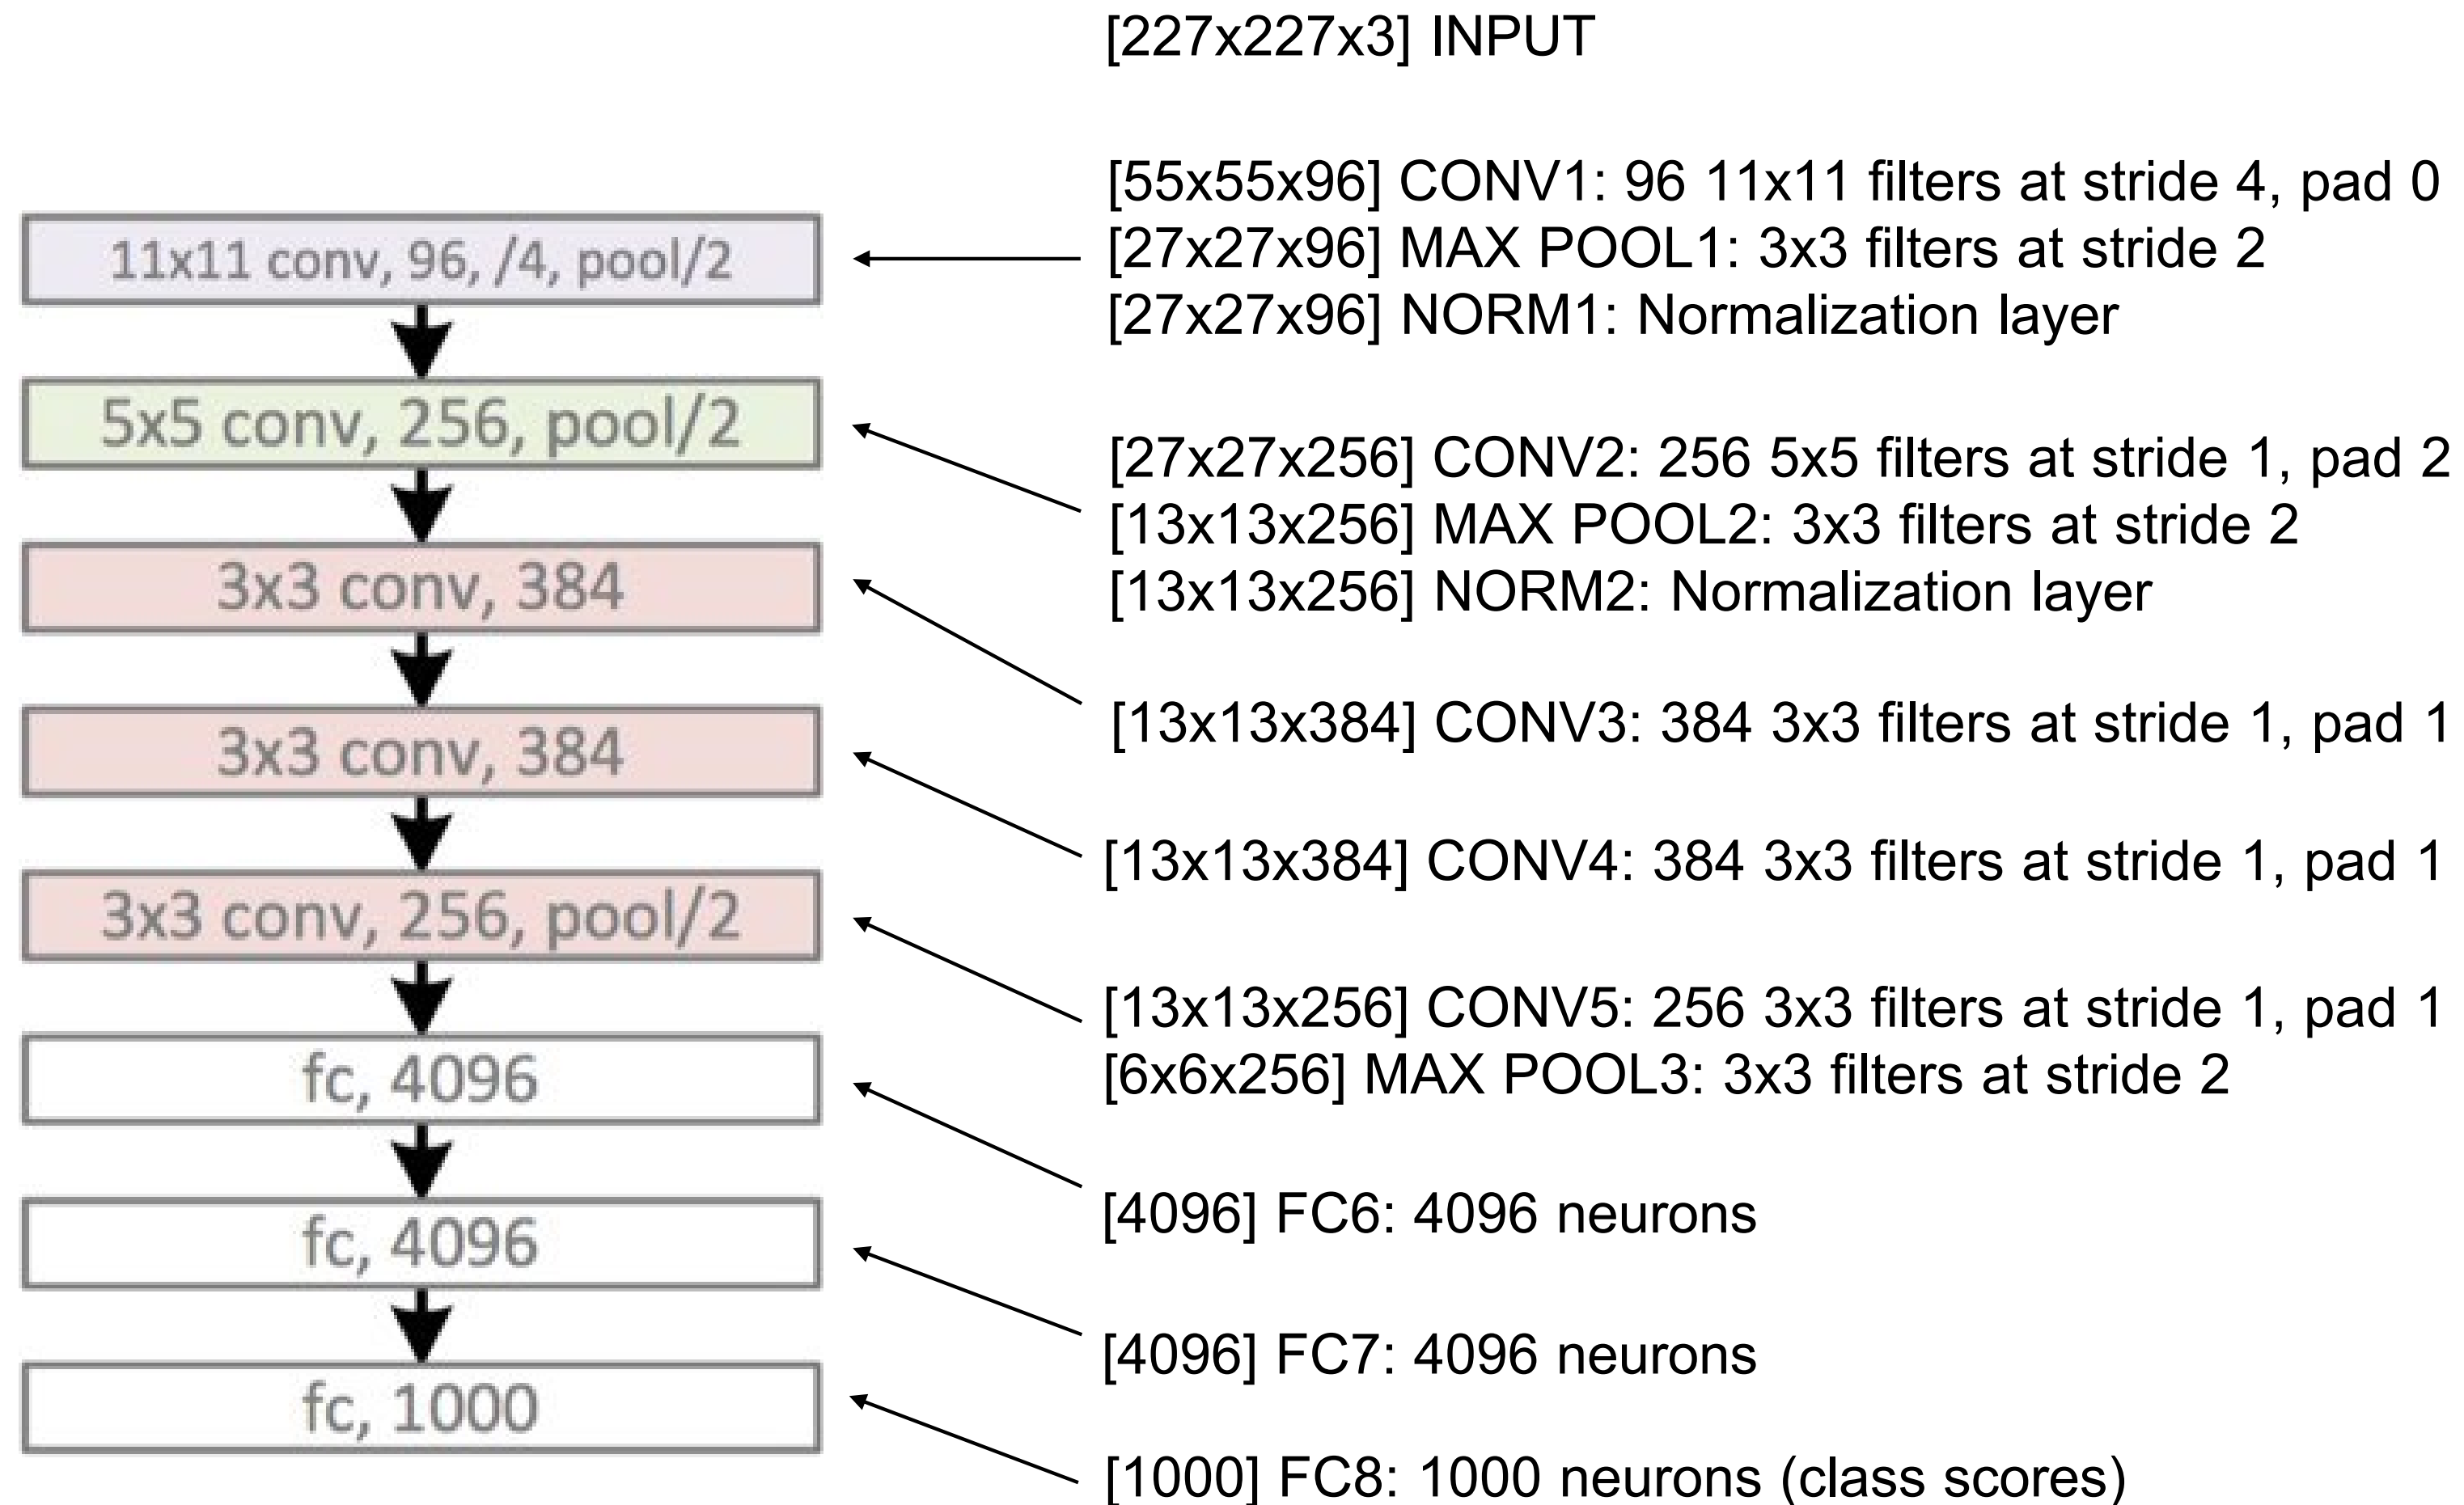 [227x227x3] INPUT
[55x55x96] CONV1: 96 11x11 filters at stride 4, pad 0
[27x27x96] MAX POOL1: 3x3 filters at stride 2
[27x27x96] NORM1: Normalization layer
[27x27x256] CONV2: 256 5x5 filters at stride 1, pad 2
[13x13x256] MAX POOL2: 3x3 filters at stride 2
[13x13x256] NORM2: Normalization layer
[13x13x384] CONV3: 384 3x3 filters at stride 1, pad 1
[13x13x384] CONV4: 384 3x3 filters at stride 1, pad 1
[13x13x256] CONV5: 256 3x3 filters at stride 1, pad 1
[6x6x256] MAX POOL3: 3x3 filters at stride 2
[4096] FC6: 4096 neurons
[4096] FC7: 4096 neurons
[1000] FC8: 1000 neurons (class scores)
11x11 conv, 96, /4, pool/2
5x5 conv, 256, pool/2
3x3 conv, 384
3x3 conv, 384
3x3 conv, 256, pool/2
fc, 4096
fc, 4096
fc, 1000